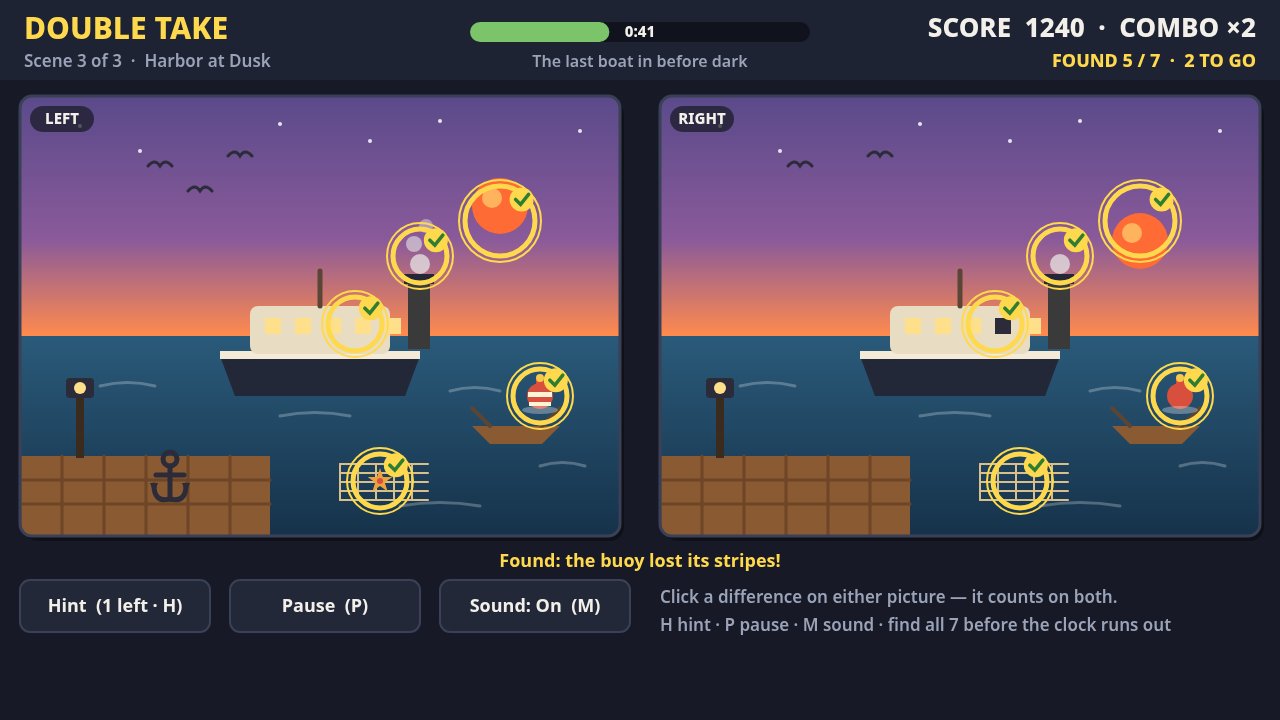 DOUBLE TAKE
Scene 3 of 3 · Harbor at Dusk
0:41
The last boat in before dark
SCORE 1240 · COMBO ×2
FOUND 5 / 7 · 2 TO GO
LEFT
RIGHT
Found: the buoy lost its stripes!
Hint (1 left · H)
Pause (P)
Sound: On (M)
Click a difference on either picture — it counts on both.
H hint · P pause · M sound · find all 7 before the clock runs out